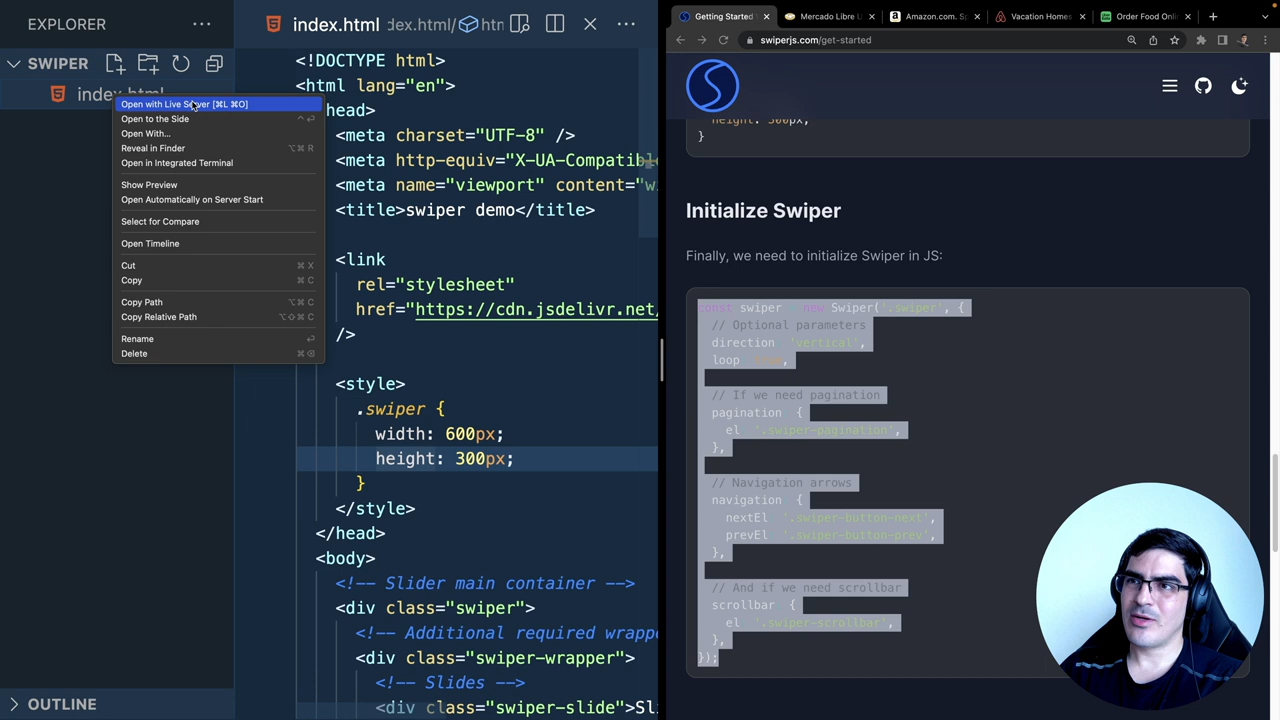 EXPLORER
SWIPER
index.html
Open with Live Server [⌘L ⌘O]
Open to the Side
Open With...
Reveal in Finder ⌥⌘ R
Open in Integrated Terminal
Show Preview
Open Automatically on Server Start
Select for Compare
Open Timeline
Cut ⌘ X
Copy ⌘ C
Copy Path ⌥⌘ C
Copy Relative Path ⌥⇧⌘ C
Rename
Delete
OUTLINE
index.html .dex.html/
<!DOCTYPE html>
<html lang="en">
head>
<meta charset="UTF-8" />
<meta http-equiv="X-UA-Compatible
<meta name="viewport" content="w
<title>swiper demo</title>
<link
rel="stylesheet"
href="https://cdn.jsdelivr.net/
/>
<style>
.swiper {
width: 600px;
height: 300px;
}
</style>
</head>
<body>
<!-- Slider main container -->
<div class="swiper">
<!-- Additional required wrappe
<div class="swiper-wrapper">
<!-- Slides -->
<div class="swiper-slide">Sli
Getting Started
Mercado Libre U
Amazon.com. Sp
Vacation Homes
Order Food Online
swiperjs.com/get-started
height: 300px;
}
Initialize Swiper
Finally, we need to initialize Swiper in JS:
const swiper new Swiper('.swiper', {
// Optional parameters
direction 'vertical',
loop true,
// If we need pagination
pagination {
el '.swiper-pagination',
},
// Navigation arrows
navigation {
nextEl '.swiper-button-next',
prevEl '.swiper-button-prev',
},
// And if we need scrollbar
scrollbar {
el '.swiper-scrollbar',
},
});